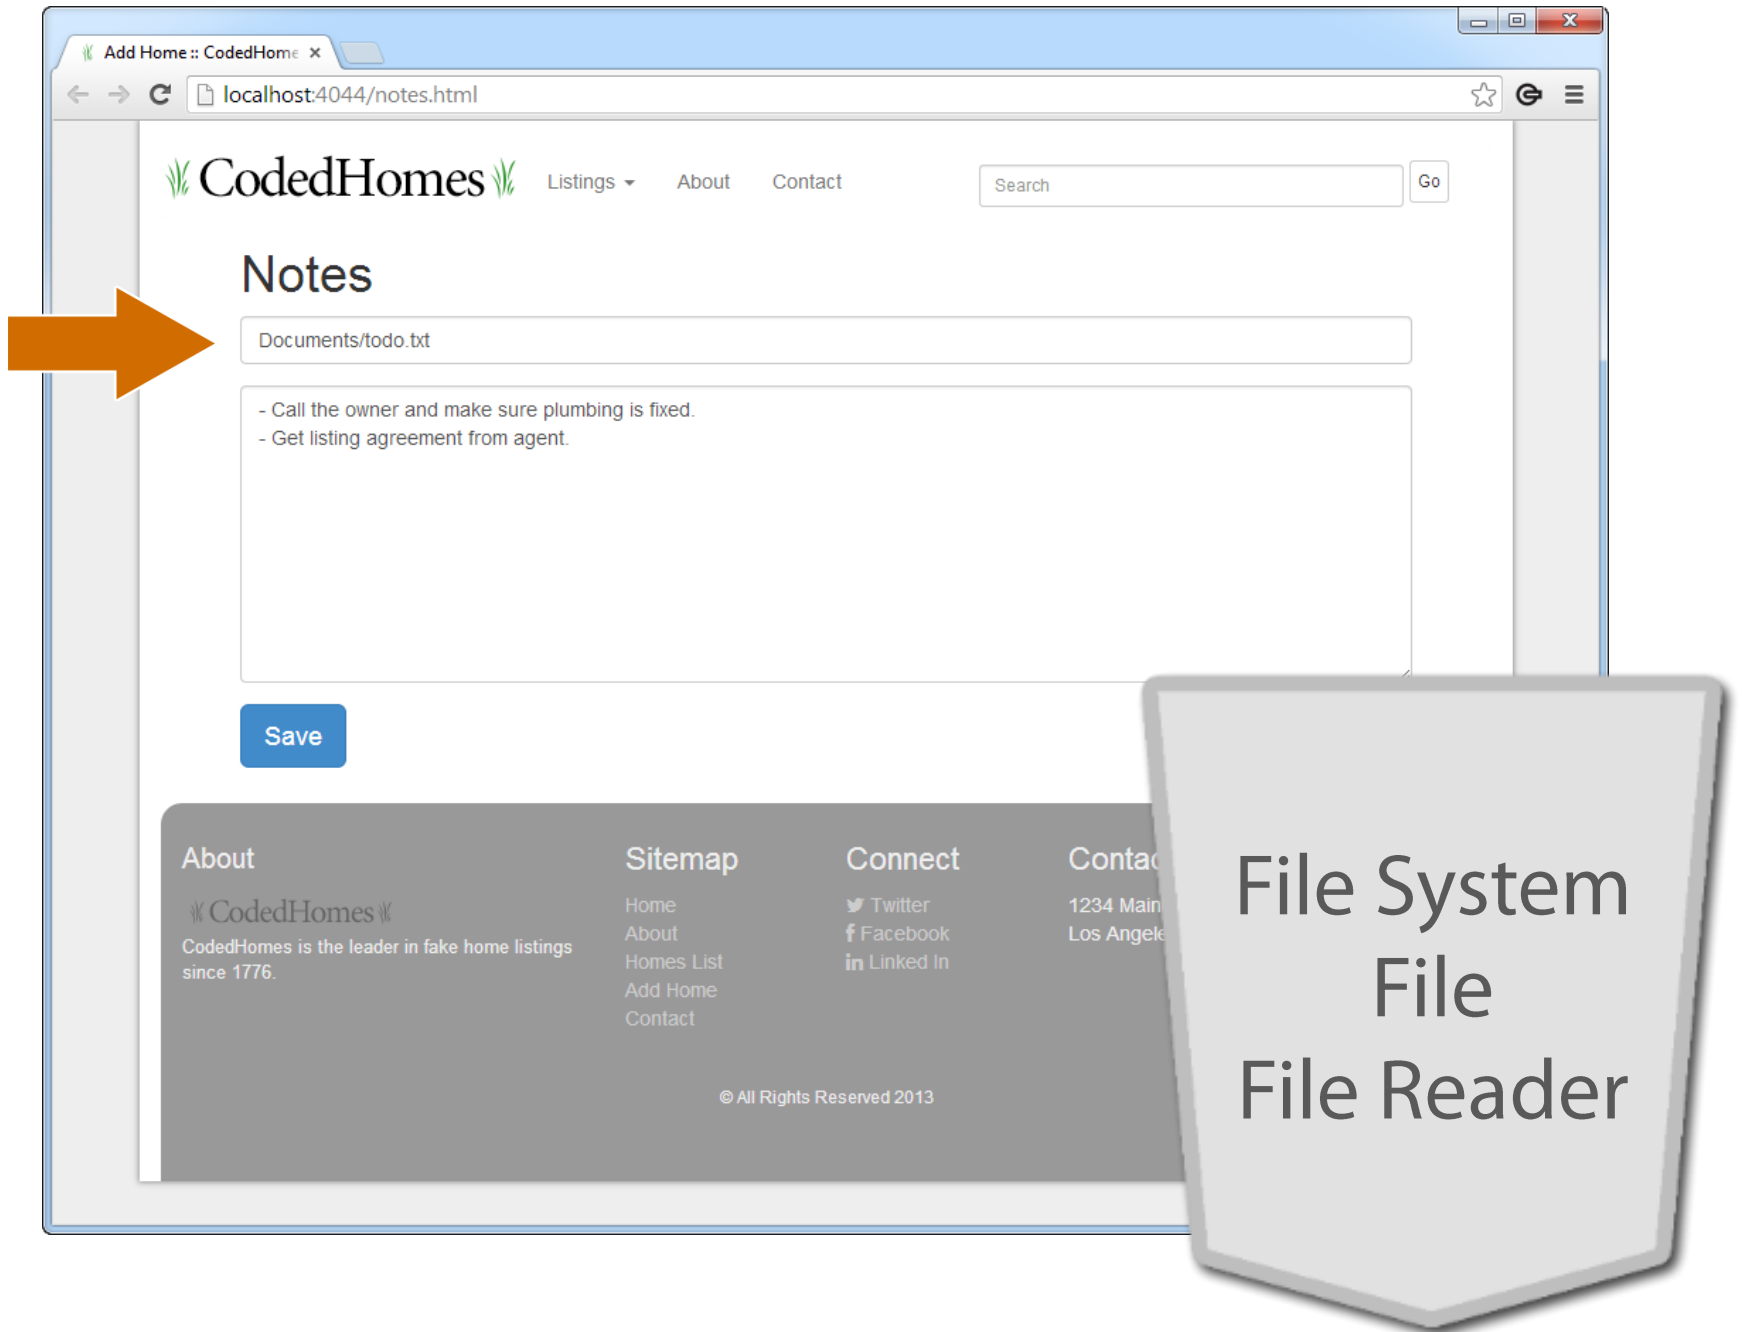 Add Home :: CodedHome
localhost:4044/notes.html
CodedHomes
Listings
About
Contact
Search
Go
Notes
Documents/todo.txt
- Call the owner and make sure plumbing is fixed.
- Get listing agreement from agent.
Save
About
CodedHomes
CodedHomes is the leader in fake home listings
since 1776.
Sitemap
Home
About
Homes List
Add Home
Contact
Connect
Twitter
Facebook
in Linked In
1234 Main
Los
© All Rights Reserved 2013
File System
File
File Reader